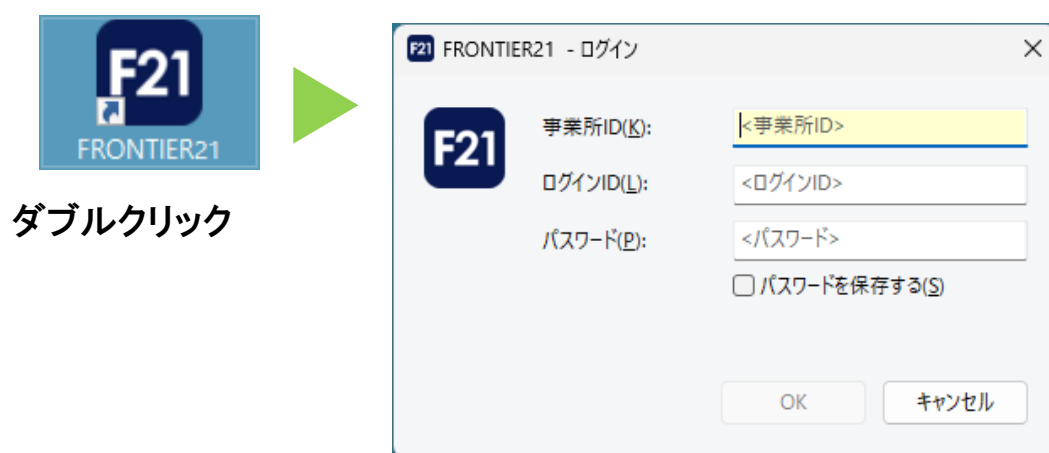 F21
FRONTIER21
ダブルクリック
F21 FRONTIER21 - ログイン
F21
事業所ID(K): <事業所ID>
ログインID(L): <ログインID>
パスワード(P): <パスワード>
パスワードを保存する(S)
OK キャンセル